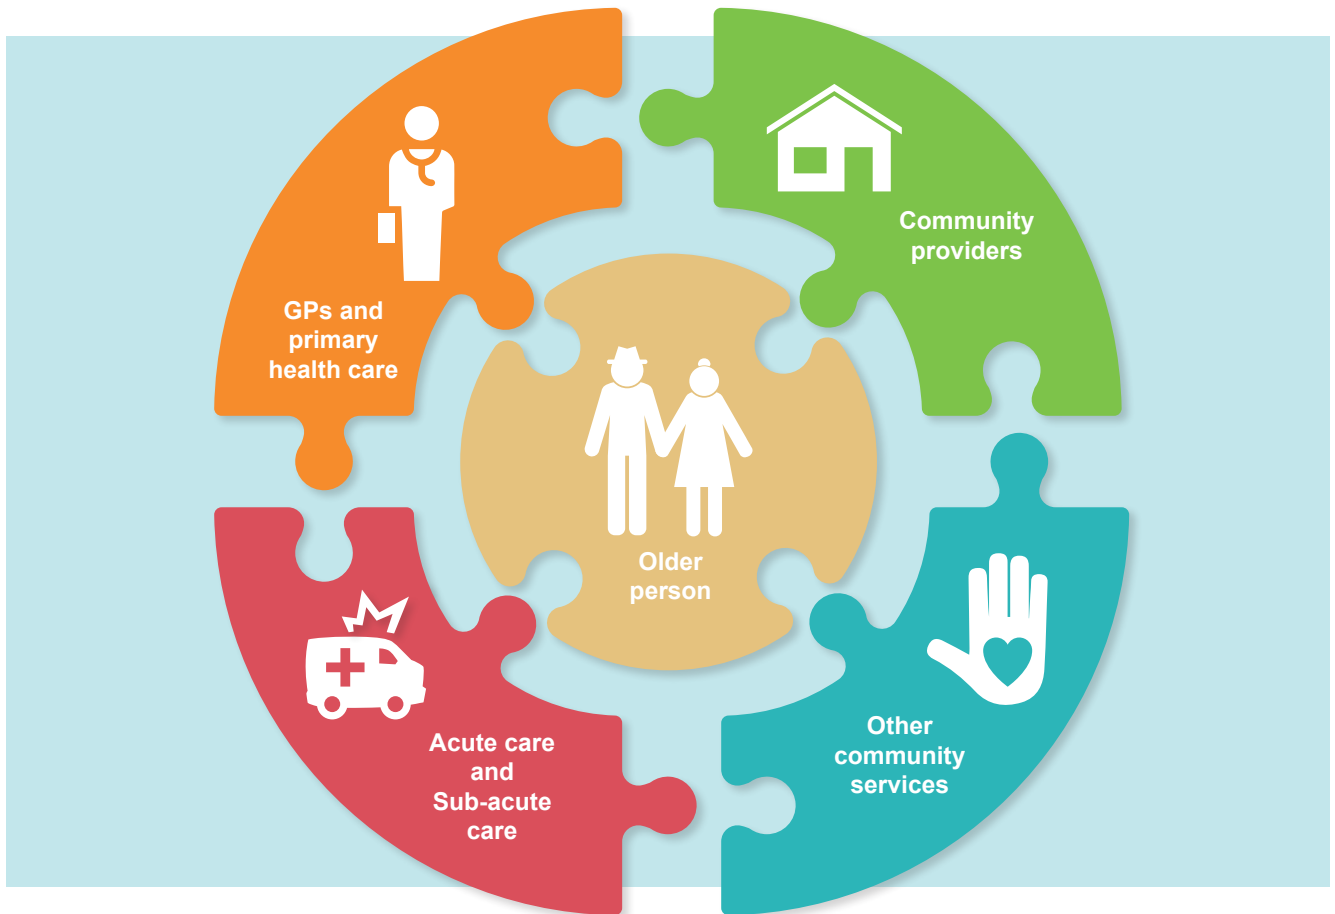 GPs and
primary
health care
Community
providers
Older
person
Acute care
and
Sub-acute
care
Other
community
services